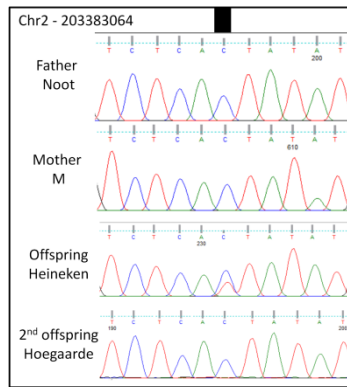 Chr2 - 203383064
T C T C A C T A T A T
200
Father
Noot
T C T C A C T A T A T
610
Mother
M
T C T C A C T A T A T
230
Offspring
Heineken
T C T C A C T A T A T
190 200
2nd offspring
Hoegaarde